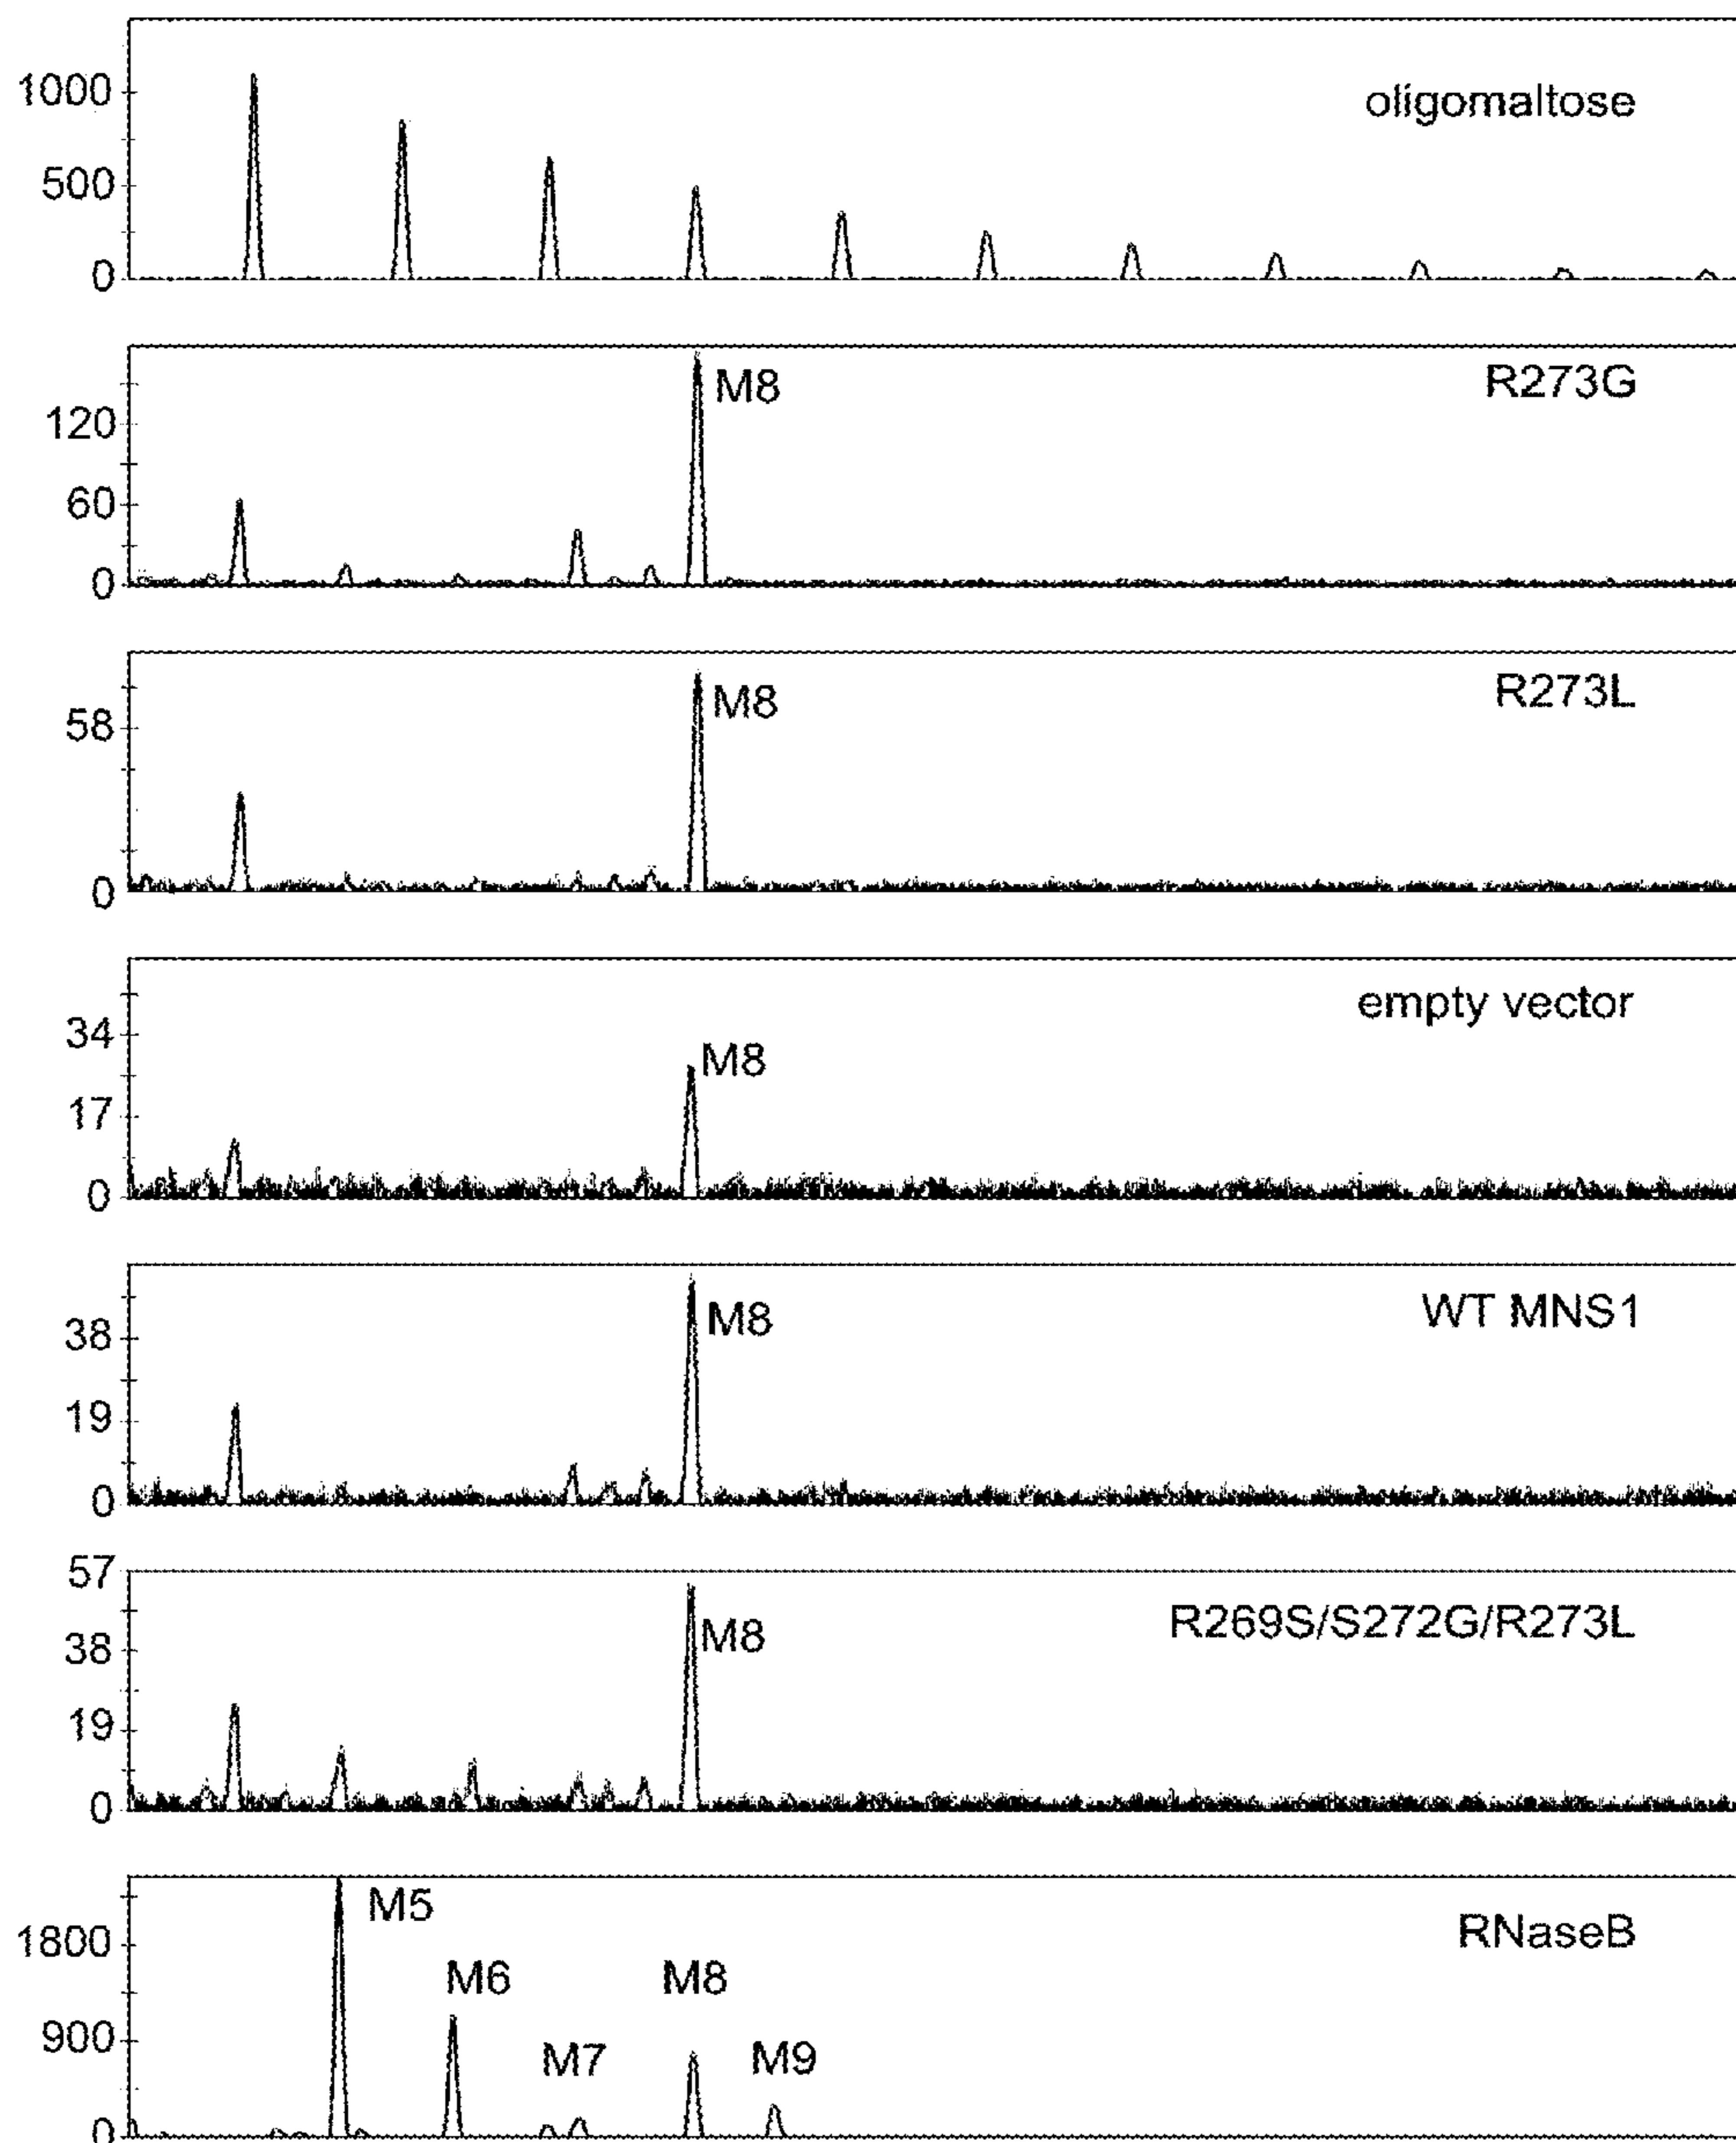 1000
oligomaltose
500
0
R273G
M8
120
60
0
R273L
M8
58
0
empty vector
34
M8
17
0
WT MNS1
M8
38
19
0
57
R269S/S272G/R273L
M8
38
19
0
M5
RNaseB
1800
M6
M8
900
M7
M9
0